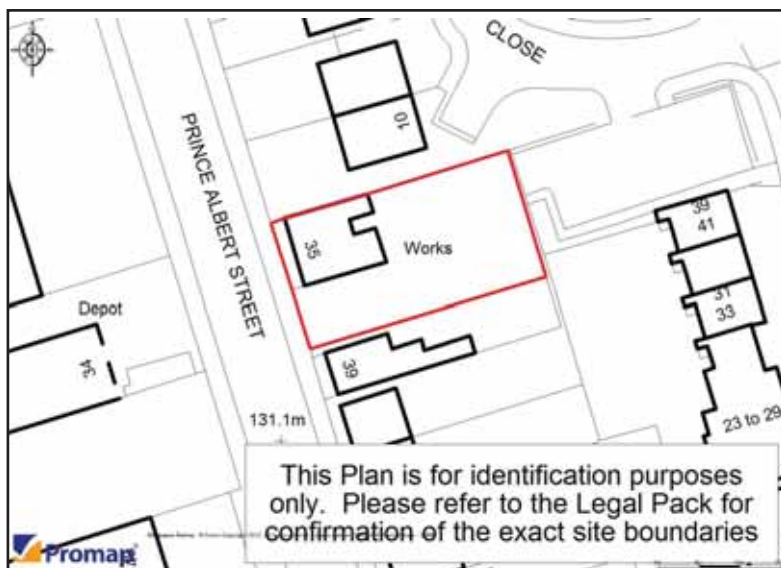 CLOSE
PRINCE ALBERT STREET
10
35
Works
39
41
31
33
Depot
34
39
131.1m
23 to 29
This Plan is for identification purposes
only. Please refer to the Legal Pack for
confirmation of the exact site boundaries
Promap